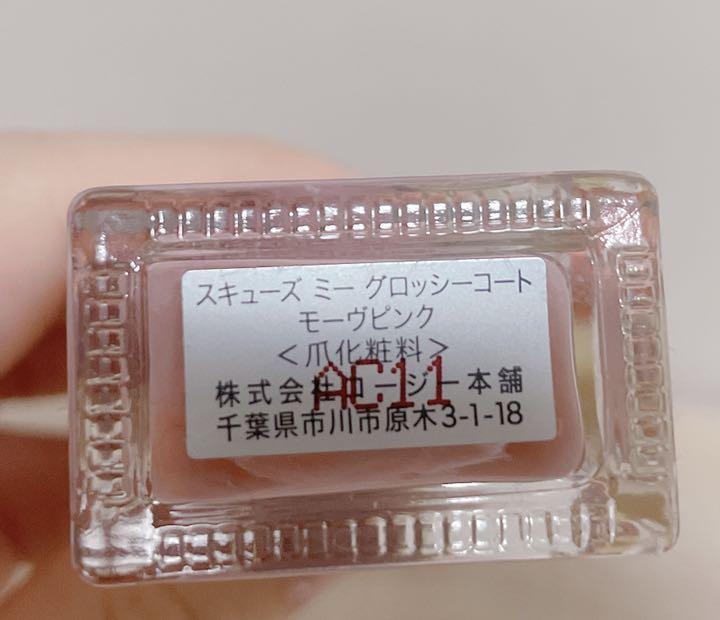 スキューズ ミー グロッシーコート
モーヴピンク
<爪化粧料>
AC11
株式会社コージー本舗
千葉県市川市原木3-1-18